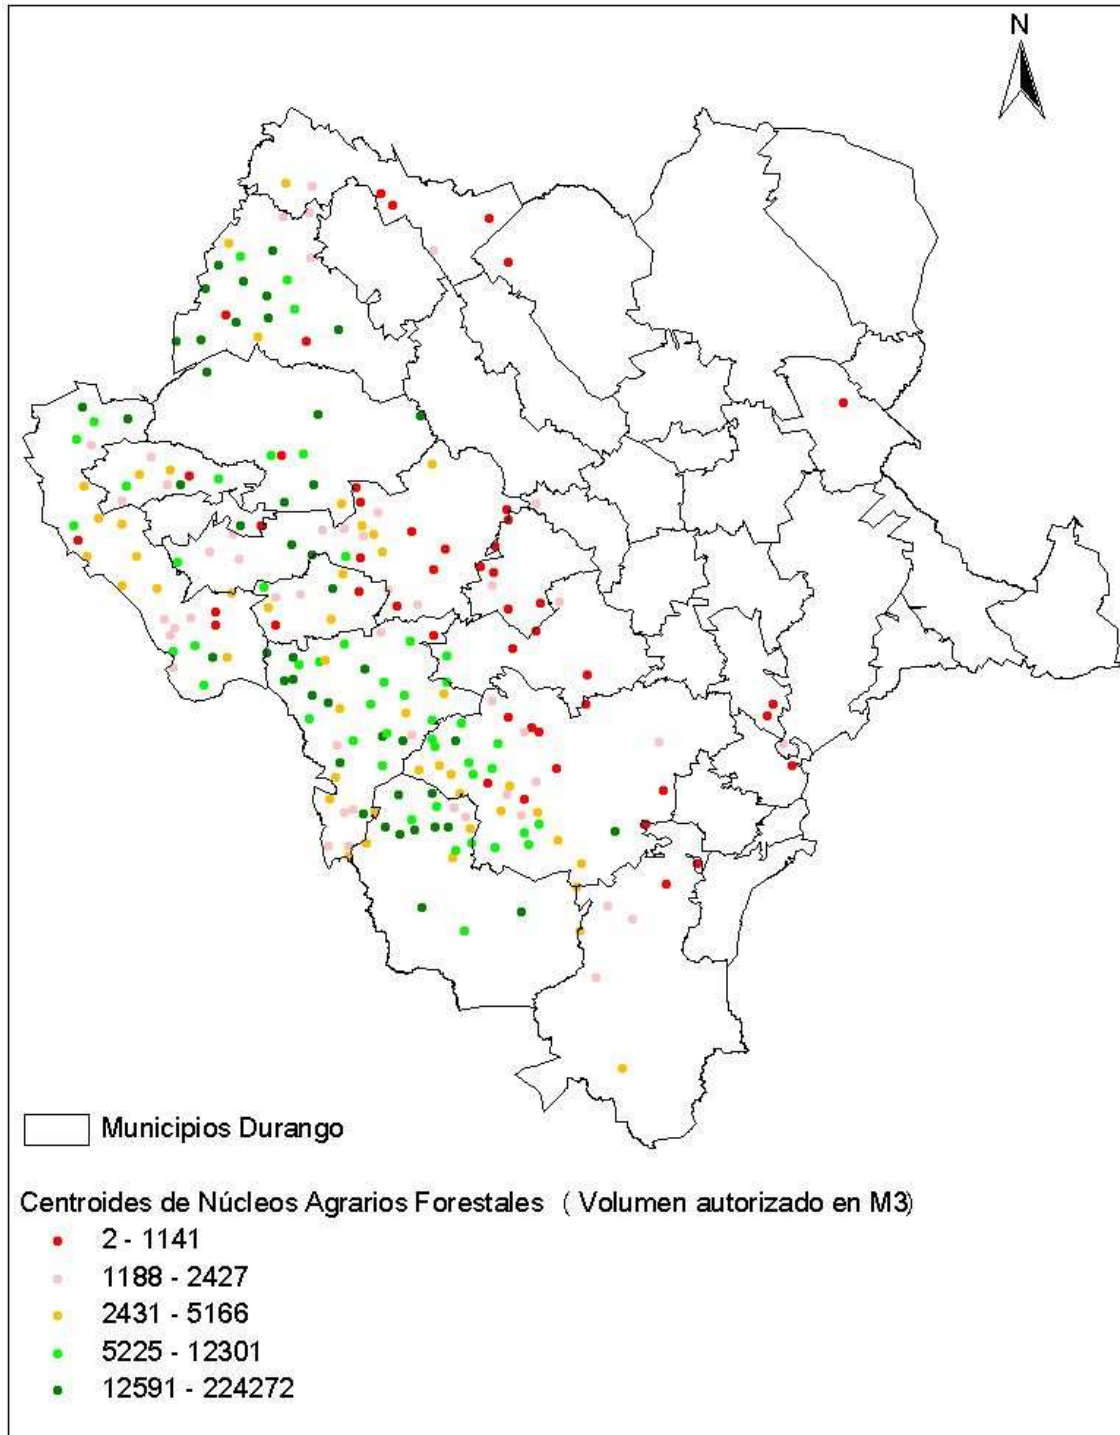 N
Municipios Durango
Centroides de Núcleos Agrarios Forestales ( Volumen autorizado en M3)
2 - 1141
1188 - 2427
2431 - 5166
5225 - 12301
12591 - 224272